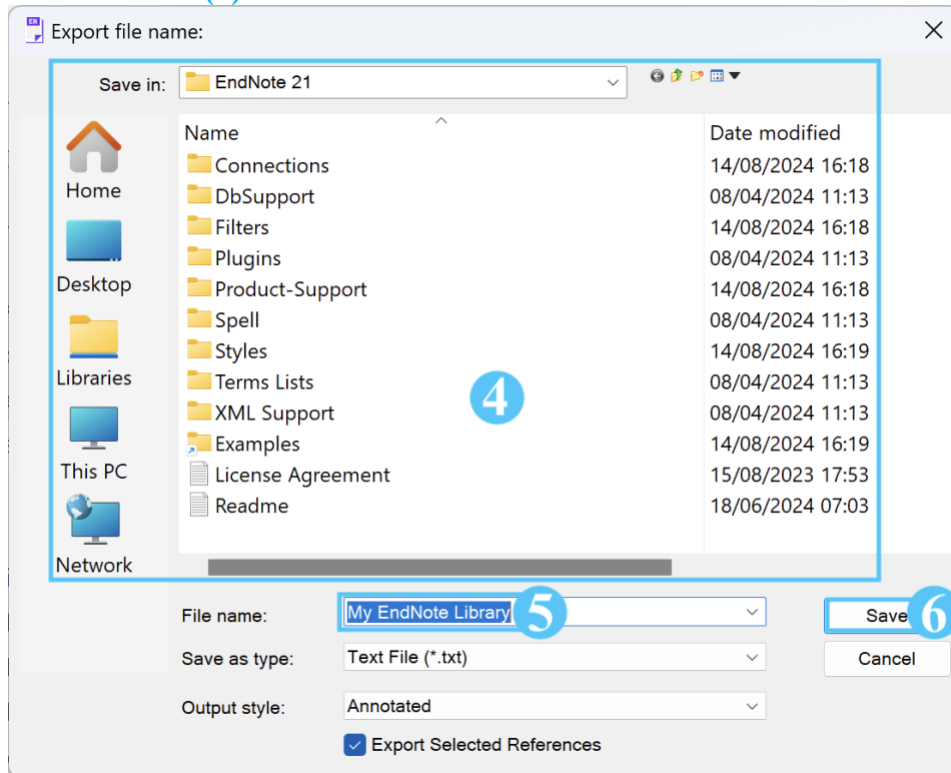 Export file name:
Save in: EndNote 21
Name Date modified
Home
Desktop
Libraries
This PC
Network
Connections 14/08/2024 16:18
DbSupport 08/04/2024 11:13
Filters 14/08/2024 16:18
Plugins 08/04/2024 11:13
Product-Support 14/08/2024 16:18
Spell 08/04/2024 11:13
Styles 14/08/2024 16:19
Terms Lists 08/04/2024 11:13
XML Support 08/04/2024 11:13
Examples 14/08/2024 16:19
License Agreement 15/08/2023 17:53
Readme 18/06/2024 07:03
4
File name: My EndNote Library 5 Save 6
Save as type: Text File (*.txt) Cancel
Output style: Annotated
Export Selected References